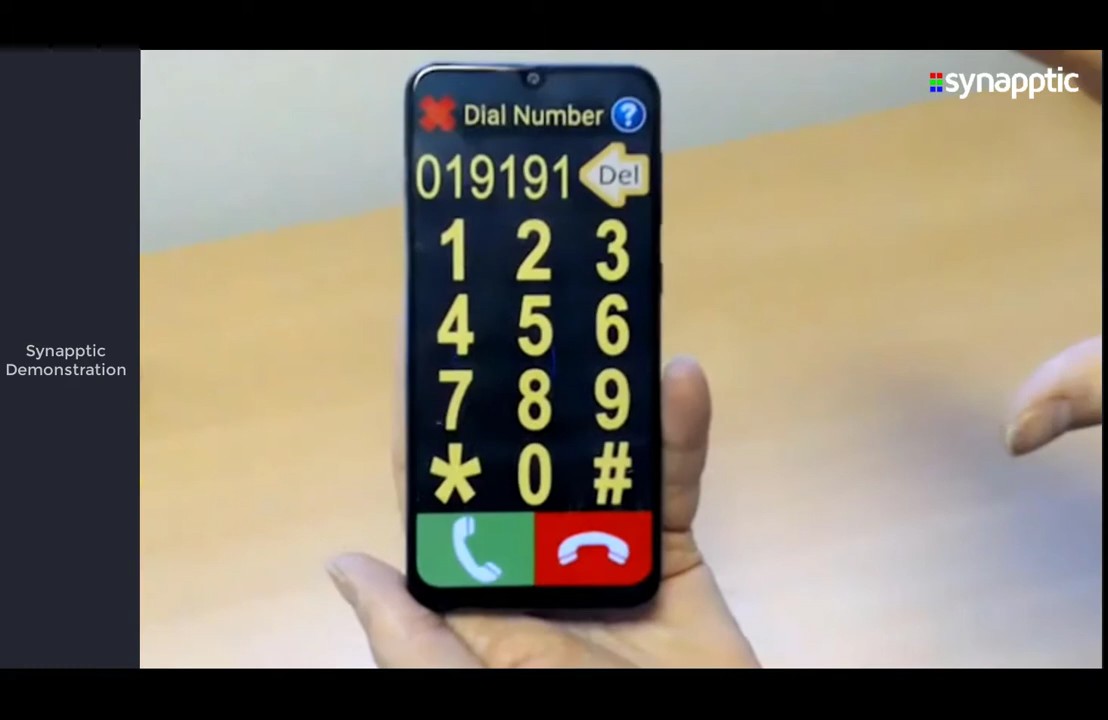 synapptic
Dial Number ?
019191 Del
1 2 3
4 5 6
7 8 9
* 0 #
Synapptic
Demonstration